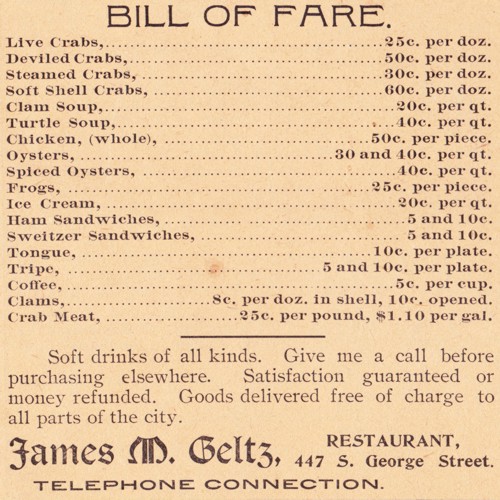 BILL OF FARE.
Live Crabs,................................................25c. per doz.
Deviled Crabs,.............................................50c. per doz.
Steamed Crabs,.............................................30c. per doz.
Soft Shell Crabs,..........................................60c. per doz.
Clam Soup,.................................................20c. per qt.
Turtle Soup,...............................................40c. per qt.
Chicken, (whole), .........................................50c. per piece.
Oysters,...................................................30 and 40c. per qt.
Spiced Oysters, ...........................................40c. per qt.
Frogs,.....................................................25c. per piece.
Ice Cream,.................................................20c. per qt.
Ham Sandwiches,............................................5 and 10c.
Sweitzer Sandwiches, ......................................5 and 10c.
Tongue,....................................................10c. per plate.
Tripe,.....................................................5 and 10c. per plate.
Coffee,....................................................5c. per cup.
Clams,.....................................8c. per doz. in shell, 10c. opened.
Crab Meat,.................................25c. per pound, $1.10 per gal.
Soft drinks of all kinds. Give me a call before
purchasing elsewhere. Satisfaction guaranteed or
money refunded. Goods delivered free of charge to
all parts of the city.
James M. Geltz, RESTAURANT,
447 S. George Street.
TELEPHONE CONNECTION.